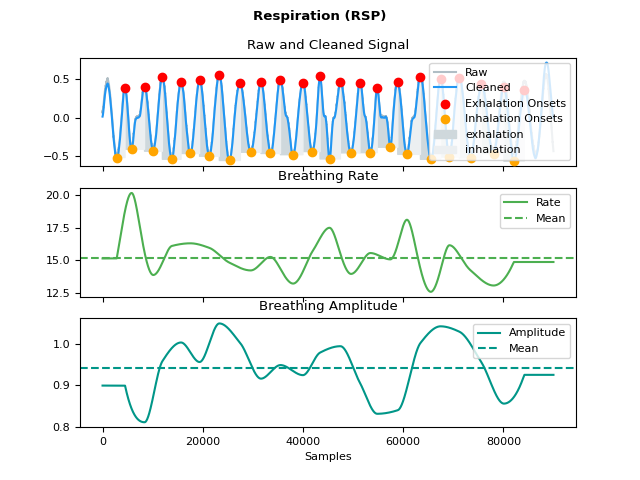 Respiration (RSP)
Raw and Cleaned Signal
Raw
Cleaned
Exhalation Onsets
Inhalation Onsets
exhalation
inhalation
0.5
0.0
−0.5
Breathing Rate
Rate
Mean
20.0
17.5
15.0
12.5
Breathing Amplitude
Amplitude
Mean
1.0
0.9
0.8
0 20000 40000 60000 80000
Samples